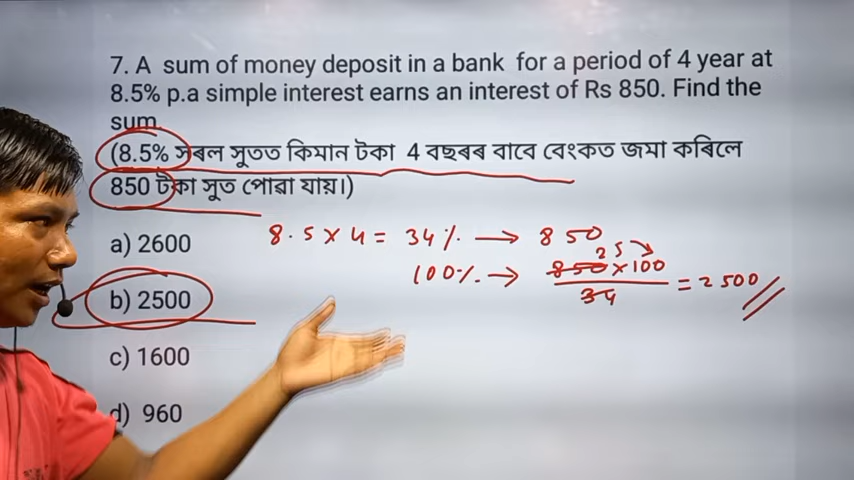 7. A sum of money deposit in a bank for a period of 4 year at
8.5% p.a simple interest earns an interest of Rs 850. Find the
sum
(8.5% সৰল সুতত কিমান টকা 4 বছৰৰ বাবে বেংকত জমা কৰিলে
850 টকা সুত পোৱা যায়।)
a) 2600
b) 2500
c) 1600
d) 960
8.5 x 4 = 34% → 850
25
100% → 850 x 100
34
= 2500